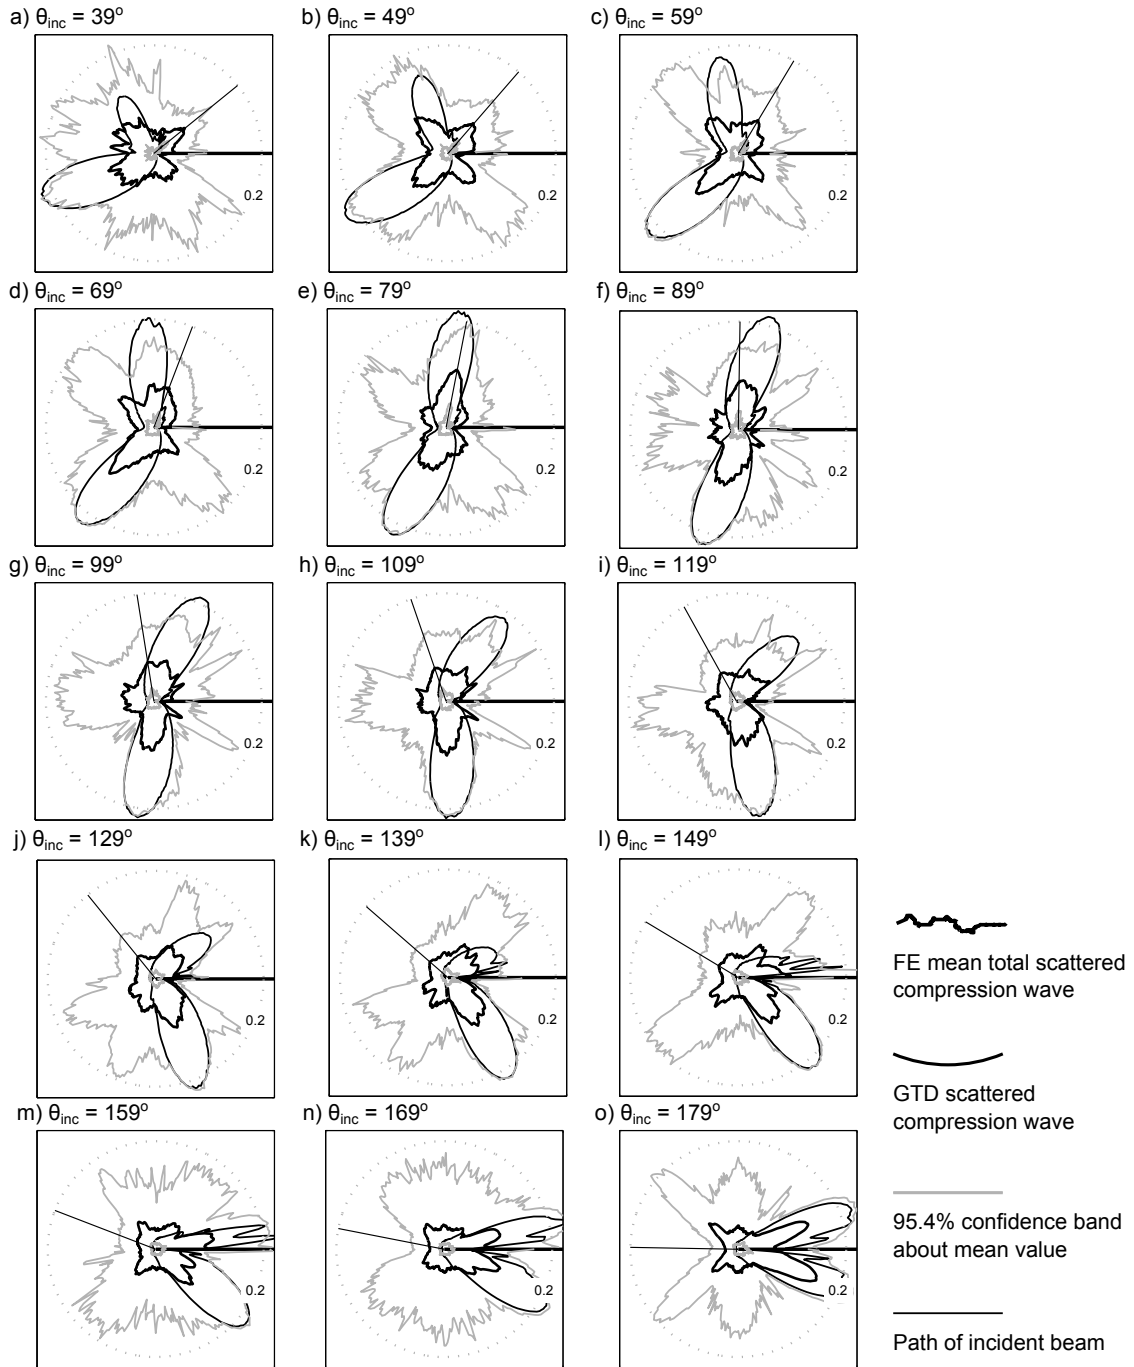 a) θinc = 39o
b) θinc = 49o
c) θinc = 59o
0.2
0.2
0.2
d) θinc = 69o
e) θinc = 79o
f) θinc = 89o
0.2
0.2
0.2
g) θinc = 99o
h) θinc = 109o
i) θinc = 119o
0.2
0.2
0.2
j) θinc = 129o
k) θinc = 139o
l) θinc = 149o
0.2
0.2
0.2
m) θinc = 159o
n) θinc = 169o
o) θinc = 179o
0.2
0.2
0.2
FE mean total scattered
compression wave
GTD scattered
compression wave
95.4% confidence band
about mean value
Path of incident beam